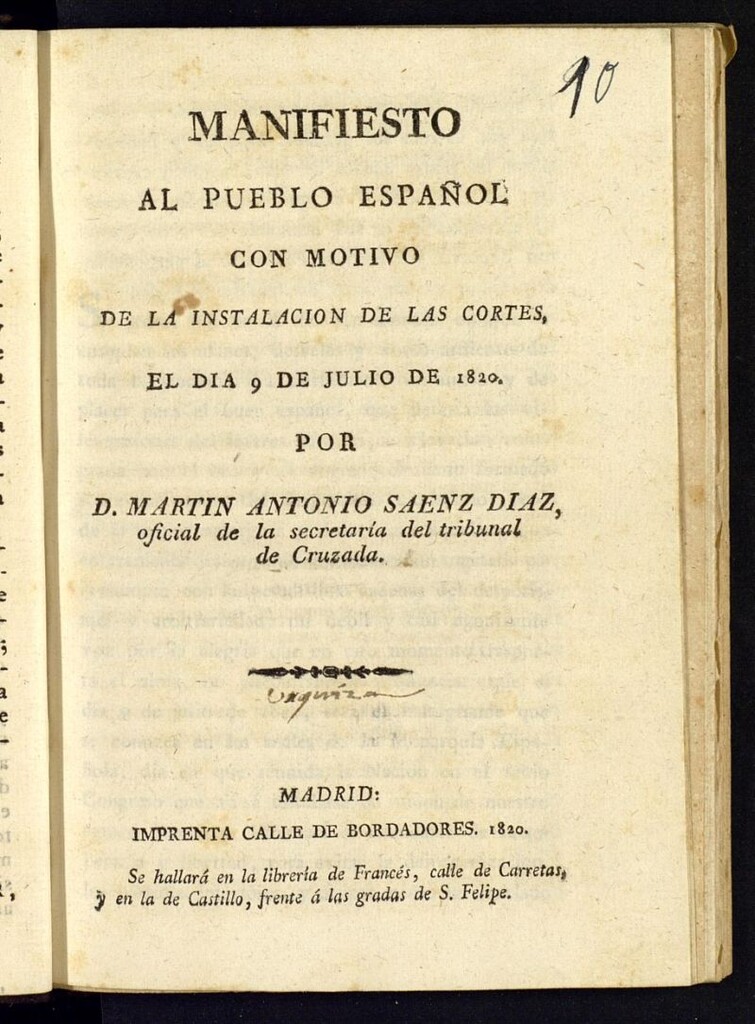 90
MANIFIESTO
AL PUEBLO ESPAÑOL
CON MOTIVO
DE LA INSTALACION DE LAS CORTES,
EL DIA 9 DE JULIO DE 1820.
POR
D. MARTIN ANTONIO SAENZ DIAZ,
oficial de la secretaría del tribunal
de Cruzada.
MADRID:
IMPRENTA CALLE DE BORDADORES. 1820.
Se hallará en la librería de Francés, calle de Carretas,
y en la de Castillo, frente á las gradas de S. Felipe.